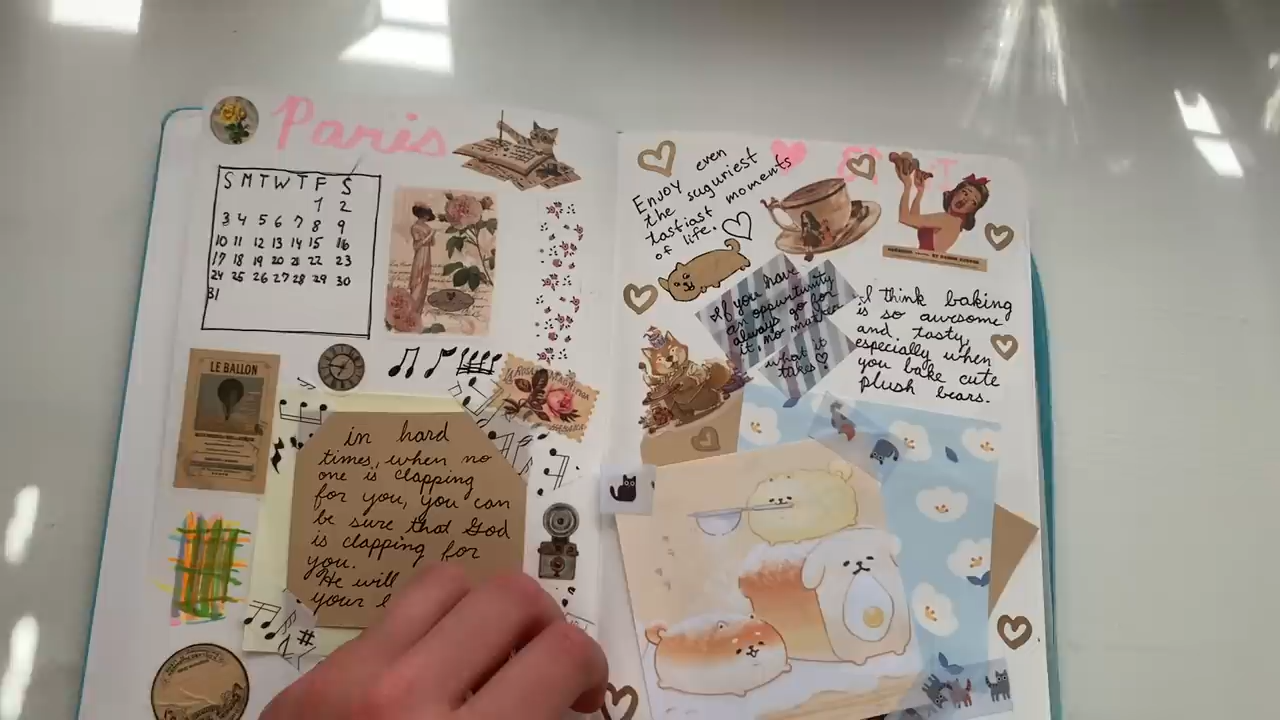 Paris
S M T W T F S
1 2
3 4 5 6 7 8 9
10 11 12 13 14 15 16
17 18 19 20 21 22 23
24 25 26 27 28 29 30
31
LE BALLON
in hard
times, when no
one is clapping
for you, you can
be sure that God
is clapping for
you.
He will
your
Enjoy even
the suguriest
tastiest moments
of life.
If you have
an oppurtunity
always go for
it, no matter
what it
takes
I think baking
is so awesome
and tasty,
especially when
you bake cute
plush bears.